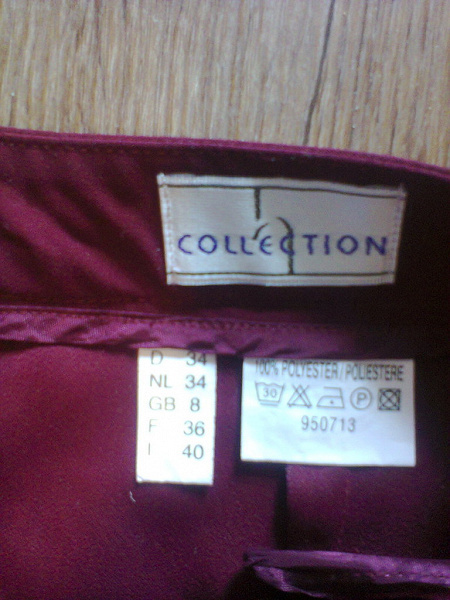 COLLECTION
D 34
NL 34
GB 8
F 36
I 40
100% POLYESTER/POLIESTERE
30 P
950713